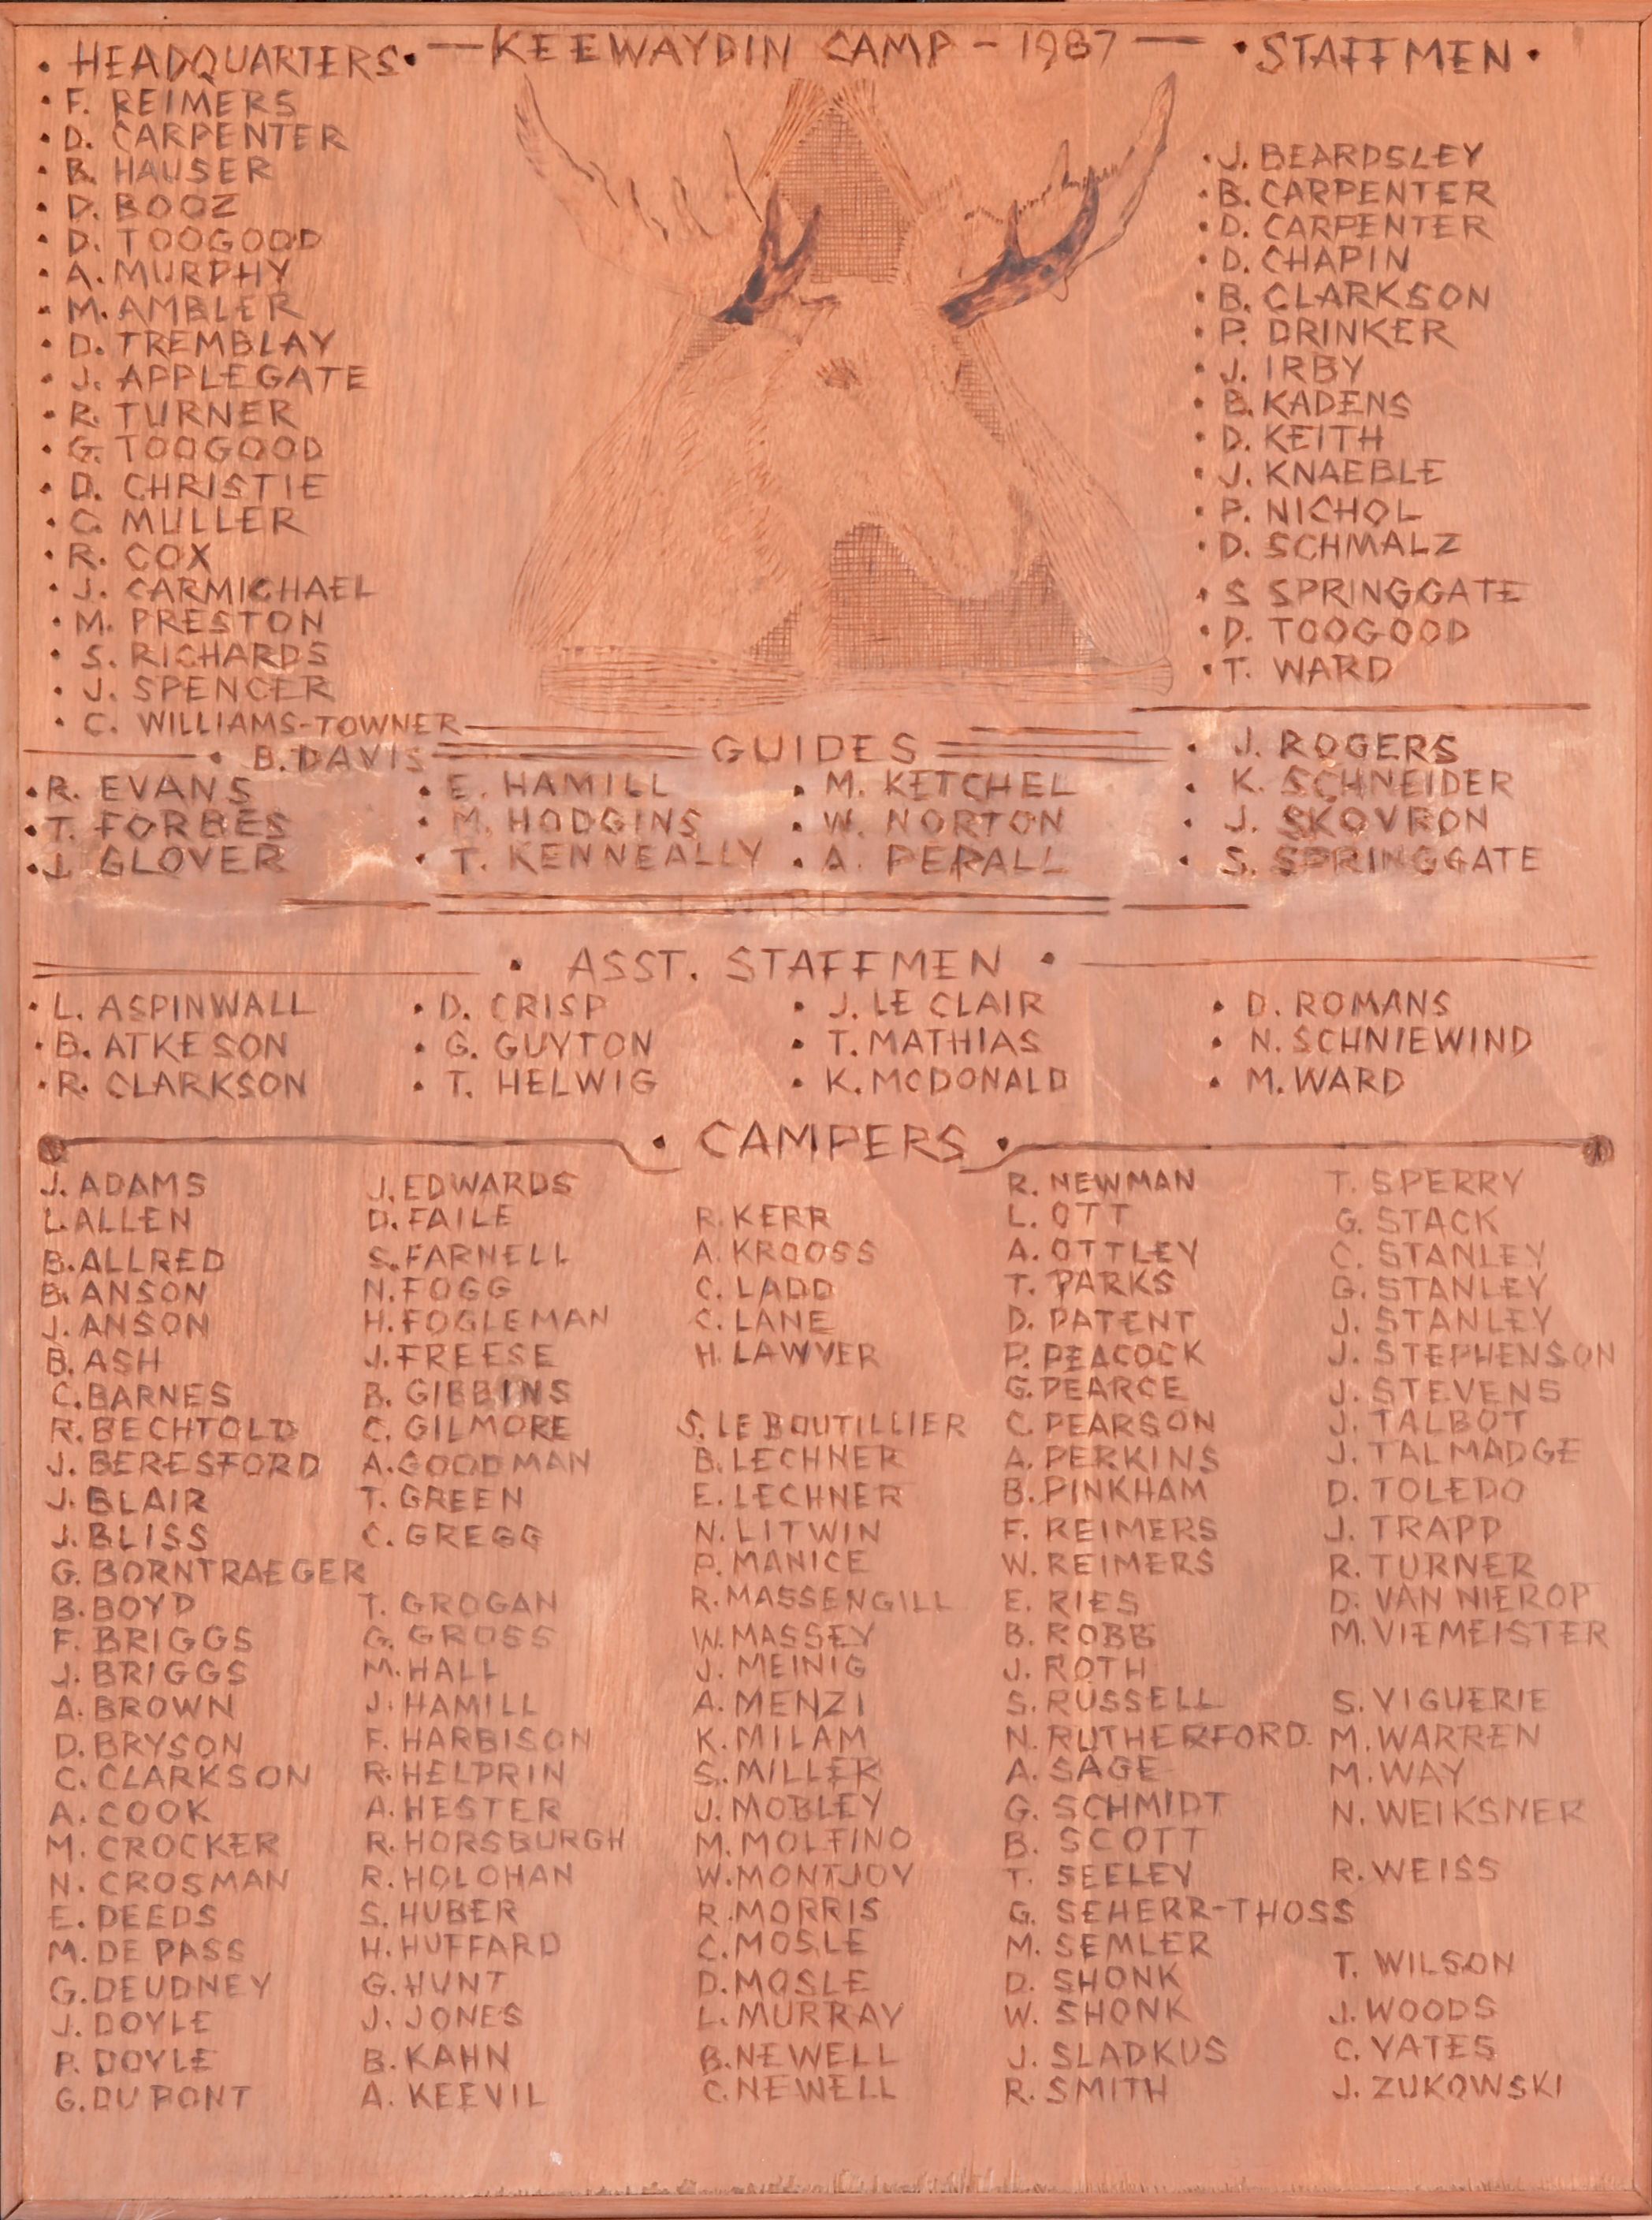 — KEEWAYDIN CAMP - 1987 —
• HEADQUARTERS •
• F. REIMERS
• D. CARPENTER
• B. HAUSER
• D. BOOZ
• D. TOOGOOD
• A. MURPHY
• M. AMBLER
• D. TREMBLAY
• J. APPLEGATE
• R. TURNER
• G. TOOGOOD
• D. CHRISTIE
• C. MULLER
• R. COX
• J. CARMICHAEL
• M. PRESTON
• S. RICHARDS
• J. SPENCER
• C. WILLIAMS-TOWNER
• STAFFMEN •
• J. BEARDSLEY
• B. CARPENTER
• D. CARPENTER
• D. CHAPIN
• B. CLARKSON
• P. DRINKER
• J. IRBY
• B. KADENS
• D. KEITH
• J. KNAEBLE
• P. NICHOL
• D. SCHMALZ
• S SPRINGGATE
• D. TOOGOOD
• T. WARD
GUIDES
• B. DAVIS
• R. EVANS
• T. FORBES
• J. GLOVER
• E. HAMILL
• M. HODGINS
• T. KENNEALLY
• M. KETCHEL
• W. NORTON
• A. PERALL
• J. ROGERS
• K. SCHNEIDER
• J. SKOVRON
• S. SPRINGGATE
WARD
• ASST. STAFFMEN •
• L. ASPINWALL
• B. ATKESON
• R. CLARKSON
• D. CRISP
• G. GUYTON
• T. HELWIG
• J. LE CLAIR
• T. MATHIAS
• K. MCDONALD
• D. ROMANS
• N. SCHNIEWIND
• M. WARD
• CAMPERS •
J. ADAMS
L. ALLEN
B. ALLRED
B. ANSON
J. ANSON
B. ASH
C. BARNES
R. BECHTOLD
J. BERESFORD
J. BLAIR
J. BLISS
G. BORNTRAEGER
B. BOYD
F. BRIGGS
J. BRIGGS
A. BROWN
D. BRYSON
C. CLARKSON
A. COOK
M. CROCKER
N. CROSMAN
E. DEEDS
M. DE PASS
G. DEUDNEY
J. DOYLE
P. DOYLE
G. DU PONT
J. EDWARDS
D. FAILE
S. FARNELL
N. FOGG
H. FOGLEMAN
J. FREESE
B. GIBBINS
C. GILMORE
A. GOODMAN
T. GREEN
C. GREGG
T. GROGAN
G. GROSS
M. HALL
J. HAMILL
F. HARBISON
R. HELPRIN
A. HESTER
R. HORSBURGH
R. HOLOHAN
S. HUBER
H. HUFFARD
G. HUNT
J. JONES
B. KAHN
A. KEEVIL
R. KERR
A. KROOSS
C. LADD
C. LANE
H. LAWVER
S. LE BOUTILLIER
B. LECHNER
E. LECHNER
N. LITWIN
P. MANICE
R. MASSENGILL
W. MASSEY
J. MEINIG
A. MENZI
K. MILAM
S. MILLER
J. MOBLEY
M. MOLFINO
W. MONTJOY
R. MORRIS
C. MOSLE
D. MOSLE
L. MURRAY
B. NEWELL
C. NEWELL
R. NEWMAN
L. OTT
A. OTTLEY
T. PARKS
D. PATENT
P. PEACOCK
G. PEARCE
C. PEARSON
A. PERKINS
B. PINKHAM
F. REIMERS
W. REIMERS
E. RIES
B. ROBB
J. ROTH
S. RUSSELL
N. RUTHERFORD
A. SAGE
G. SCHMIDT
B. SCOTT
T. SEELEY
G. SEHERR-THOSS
M. SEMLER
D. SHONK
W. SHONK
J. SLADKUS
R. SMITH
T. SPERRY
G. STACK
C. STANLEY
G. STANLEY
J. STANLEY
J. STEPHENSON
J. STEVENS
J. TALBOT
J. TALMADGE
D. TOLEDO
J. TRAPP
R. TURNER
D. VAN NIEROP
M. VIEMEISTER
S. VIGUERIE
M. WARREN
M. WAY
N. WEIKSNER
R. WEISS
T. WILSON
J. WOODS
C. YATES
J. ZUKOWSKI